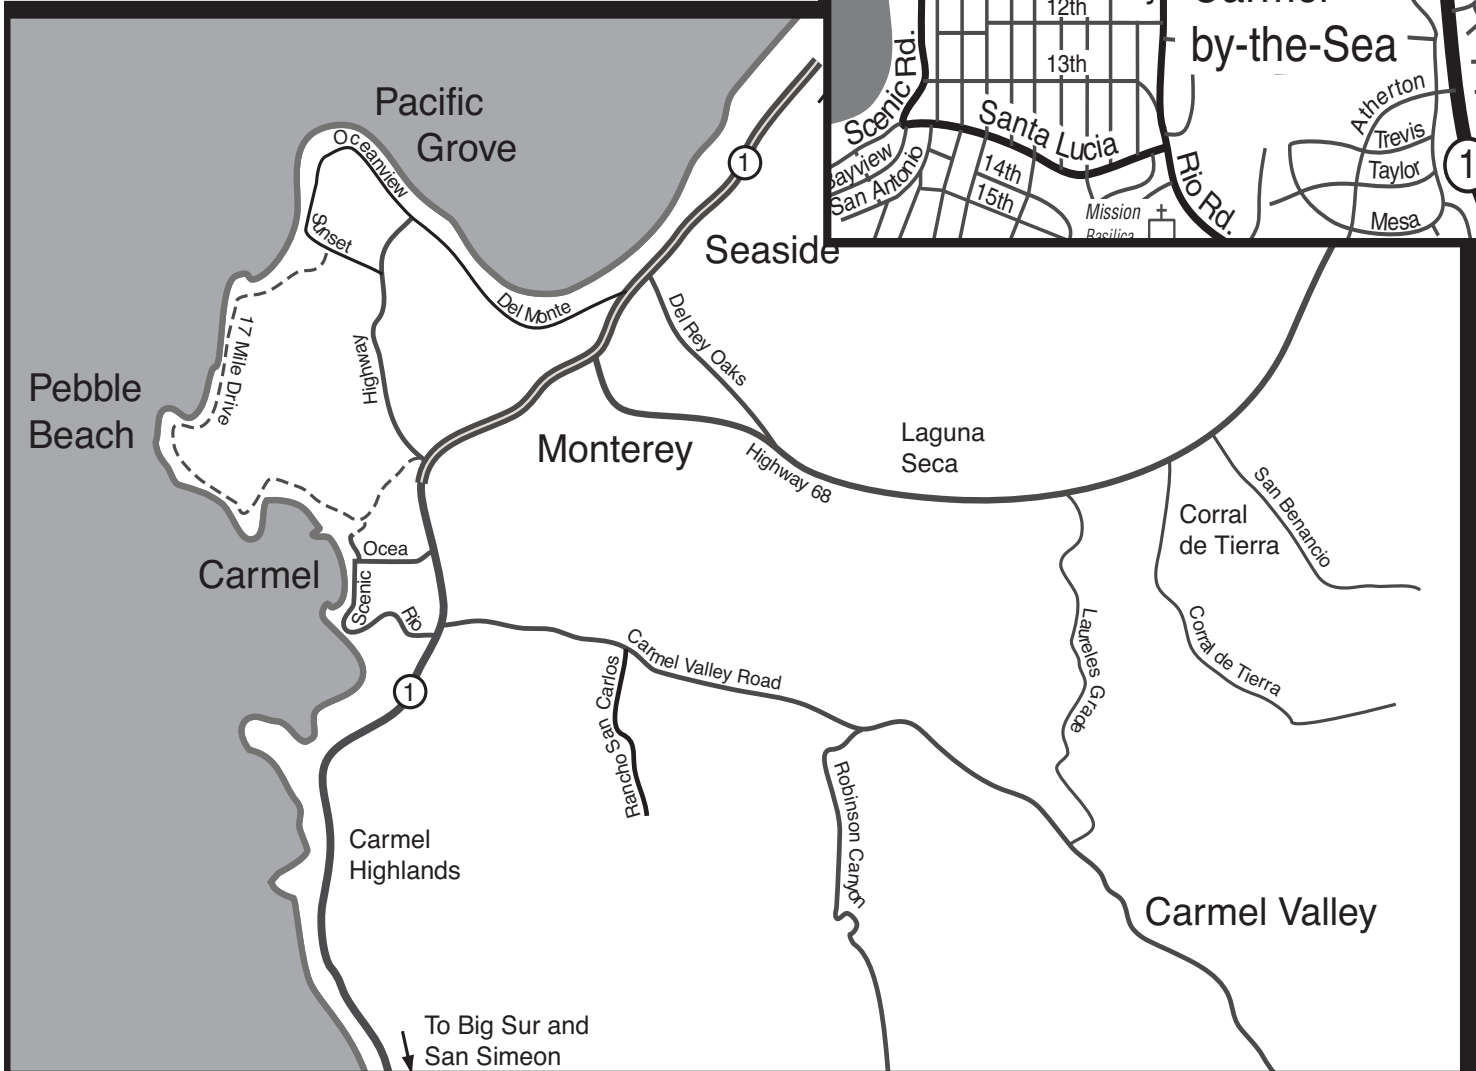 12th
by-the-Sea
13th
Scenic Rd.
Santa Lucia
Atherton
Trevis
Taylor
Mesa
1
Bayview
San Antonio
14th
15th
Rio Rd.
Mission
Basilica
Pacific
Grove
Oceanview
Sunset
1
Seaside
Del Monte
Del Rey Oaks
17 Mile Drive
Highway
Pebble
Beach
Monterey
Highway 68
Laguna
Seca
San Benancio
Corral
de Tierra
Ocea
Carmel
Scenic
Rio
Carmel Valley Road
Rancho San Carlos
Laureles Grade
Corral de Tierra
1
Robinson Canyon
Carmel
Highlands
Carmel Valley
To Big Sur and
San Simeon